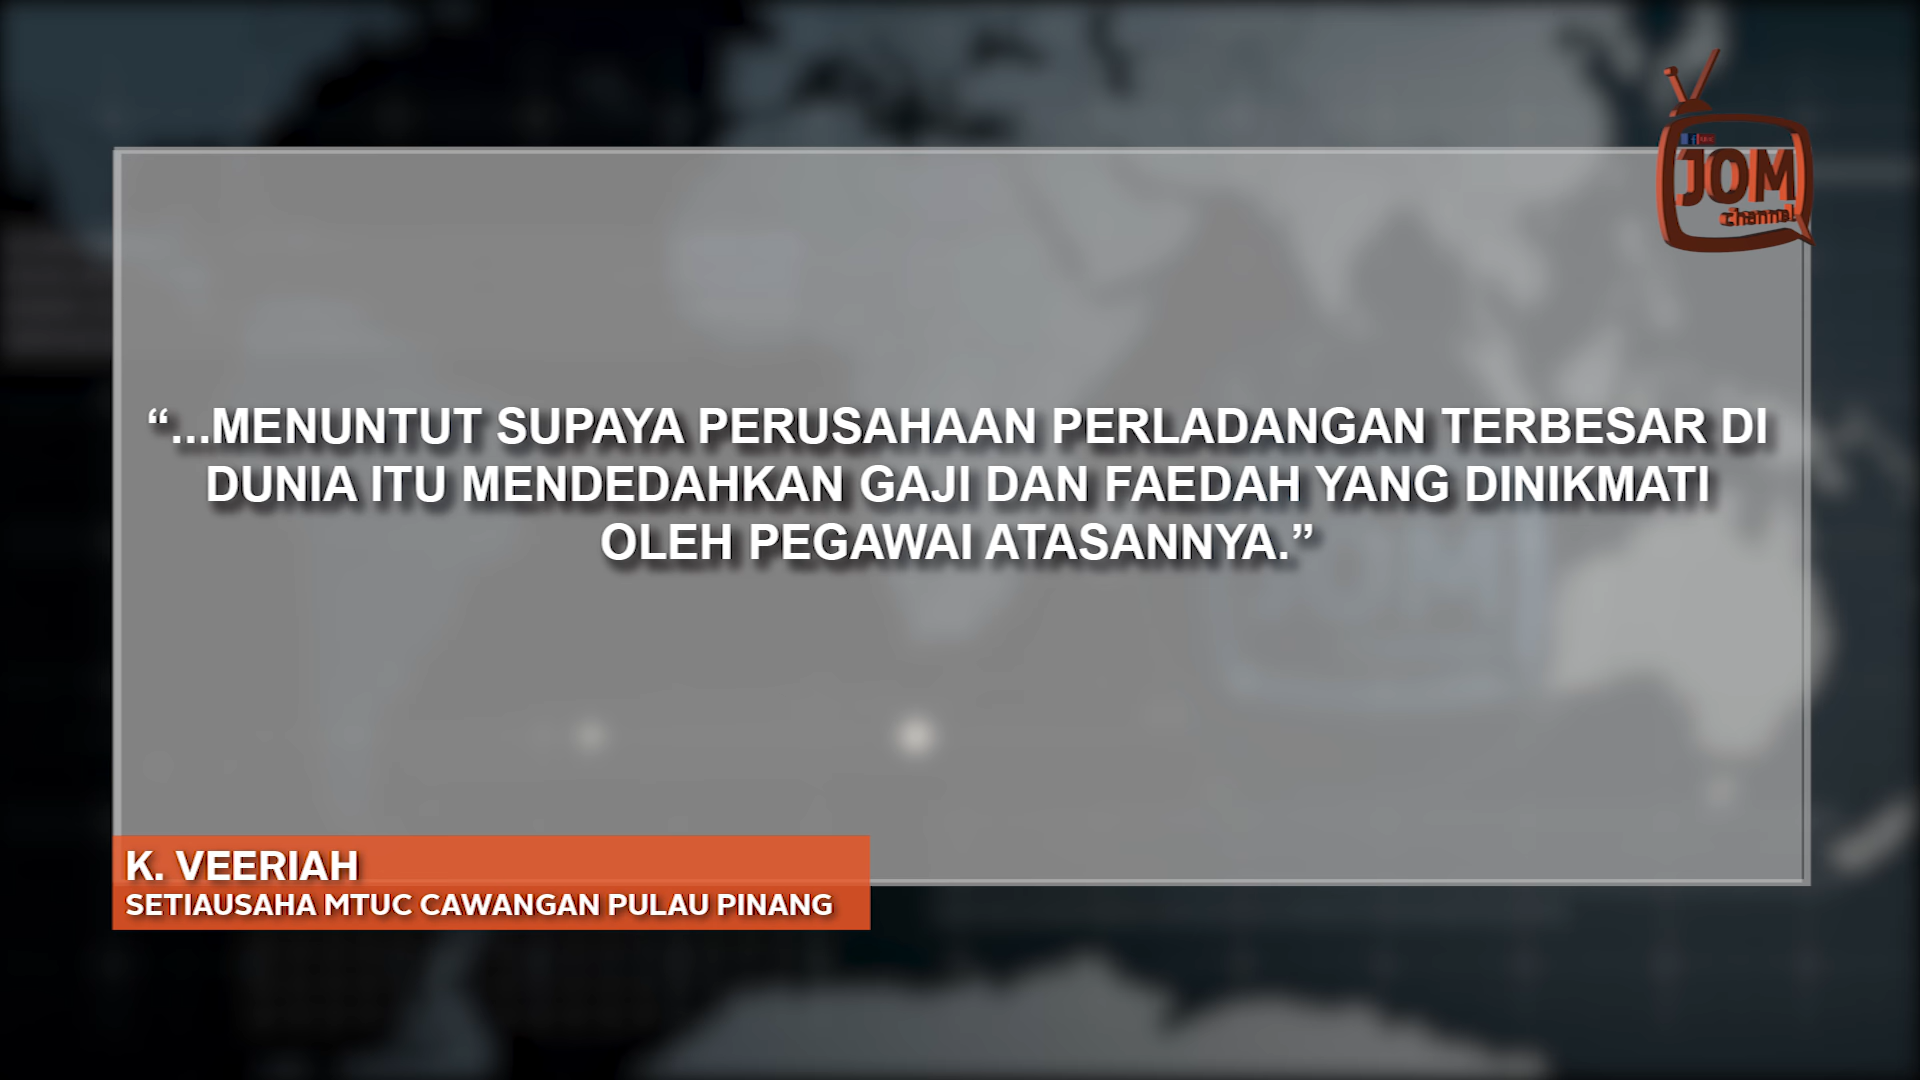 JOM
channel
“...MENUNTUT SUPAYA PERUSAHAAN PERLADANGAN TERBESAR DI
DUNIA ITU MENDEDAHKAN GAJI DAN FAEDAH YANG DINIKMATI
OLEH PEGAWAI ATASANNYA.”
K. VEERIAH
SETIAUSAHA MTUC CAWANGAN PULAU PINANG